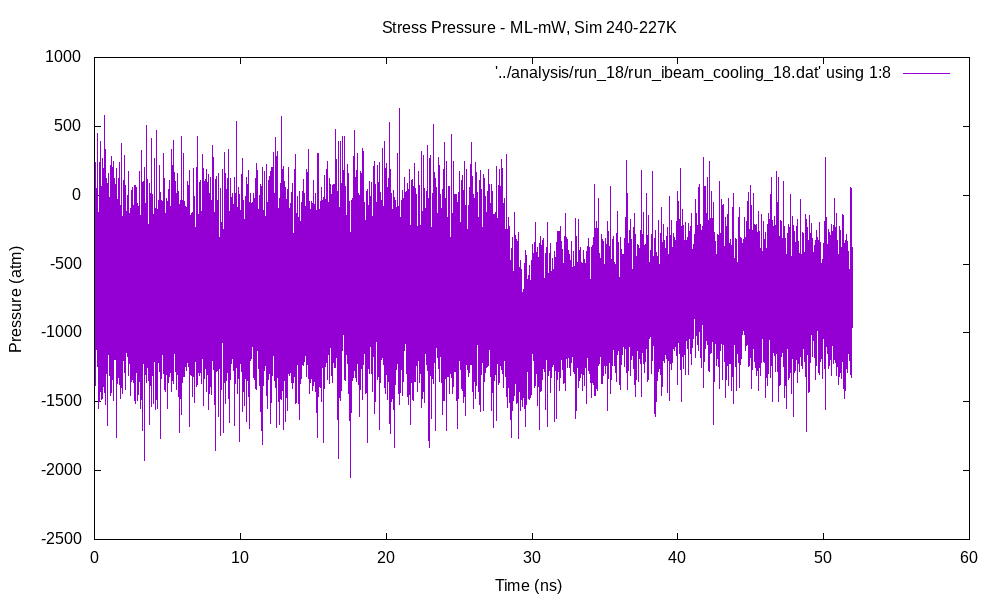 Stress Pressure - ML-mW, Sim 240-227K
'../analysis/run_18/run_ibeam_cooling_18.dat' using 1:8
1000
500
0
-500
-1000
-1500
-2000
-2500
Pressure (atm)
0 10 20 30 40 50 60
Time (ns)